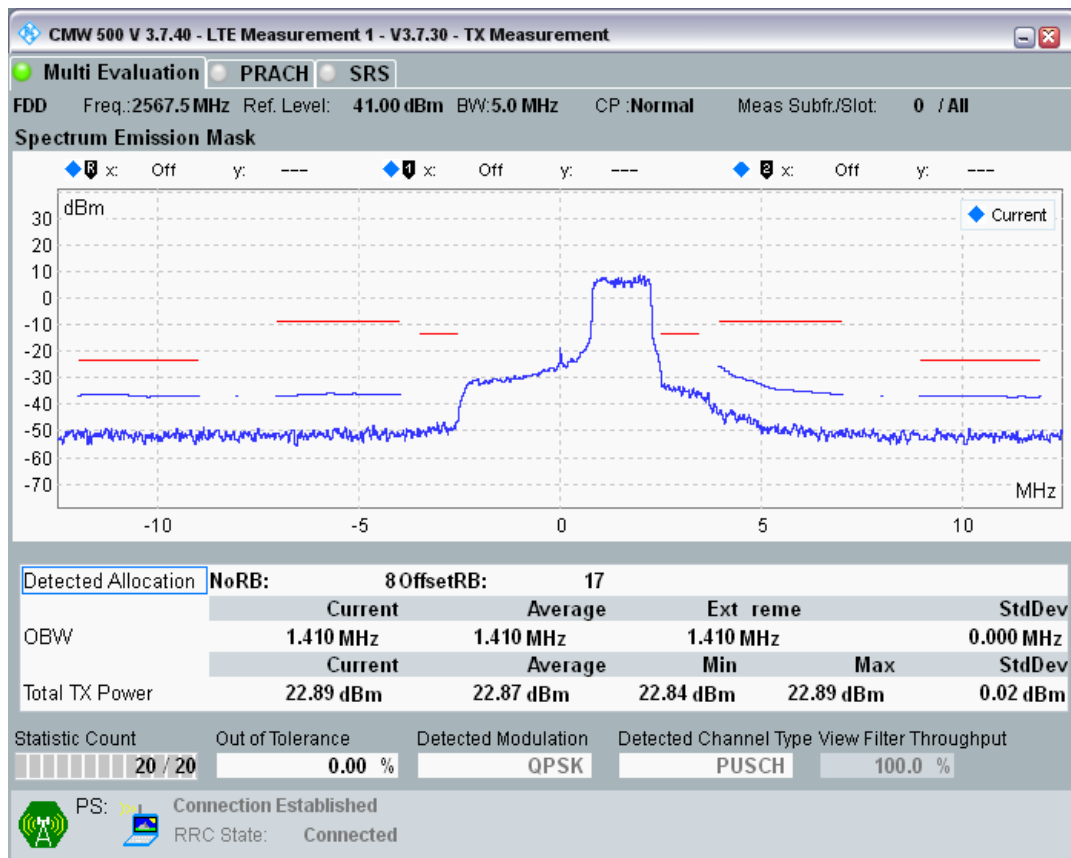 CMW 500 V 3.7.40 - LTE Measurement 1 - V3.7.30 - TX Measurement
Multi Evaluation PRACH SRS
FDD Freq.:2567.5 MHz Ref. Level: 41.00 dBm BW:5.0 MHz CP :Normal Meas Subfr./Slot: 0 / All
Spectrum Emission Mask
R x: Off y: --- 1 x: Off y: --- 2 x: Off y: ---
dBm
Current
30
20
10
0
-10
-20
-30
-40
-50
-60
-70
MHz
-10 -5 0 5 10
Detected Allocation NoRB: 8 OffsetRB: 17
Current Average Ext reme StdDev
OBW 1.410 MHz 1.410 MHz 1.410 MHz 0.000 MHz
Current Average Min Max StdDev
Total TX Power 22.89 dBm 22.87 dBm 22.84 dBm 22.89 dBm 0.02 dBm
Statistic Count Out of Tolerance Detected Modulation Detected Channel Type View Filter Throughput
20 / 20 0.00 % QPSK PUSCH 100.0 %
PS: Connection Established
RRC State: Connected